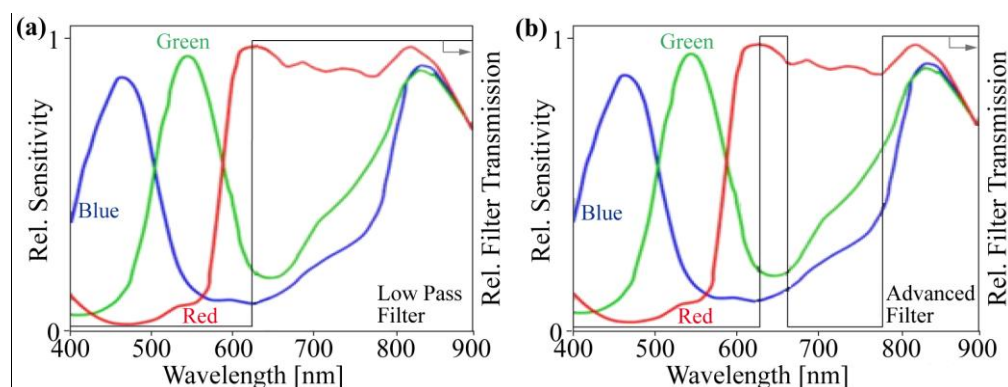 (a)
1
Green
Rel. Sensitivity
Blue
Red
Low Pass
Filter
Rel. Filter Transmission
0
400 500 600 700 800 900
Wavelength [nm]
(b)
1
Green
Rel. Sensitivity
Blue
Red
Advanced
Filter
Rel. Filter Transmission
0
400 500 600 700 800 900
Wavelength [nm]